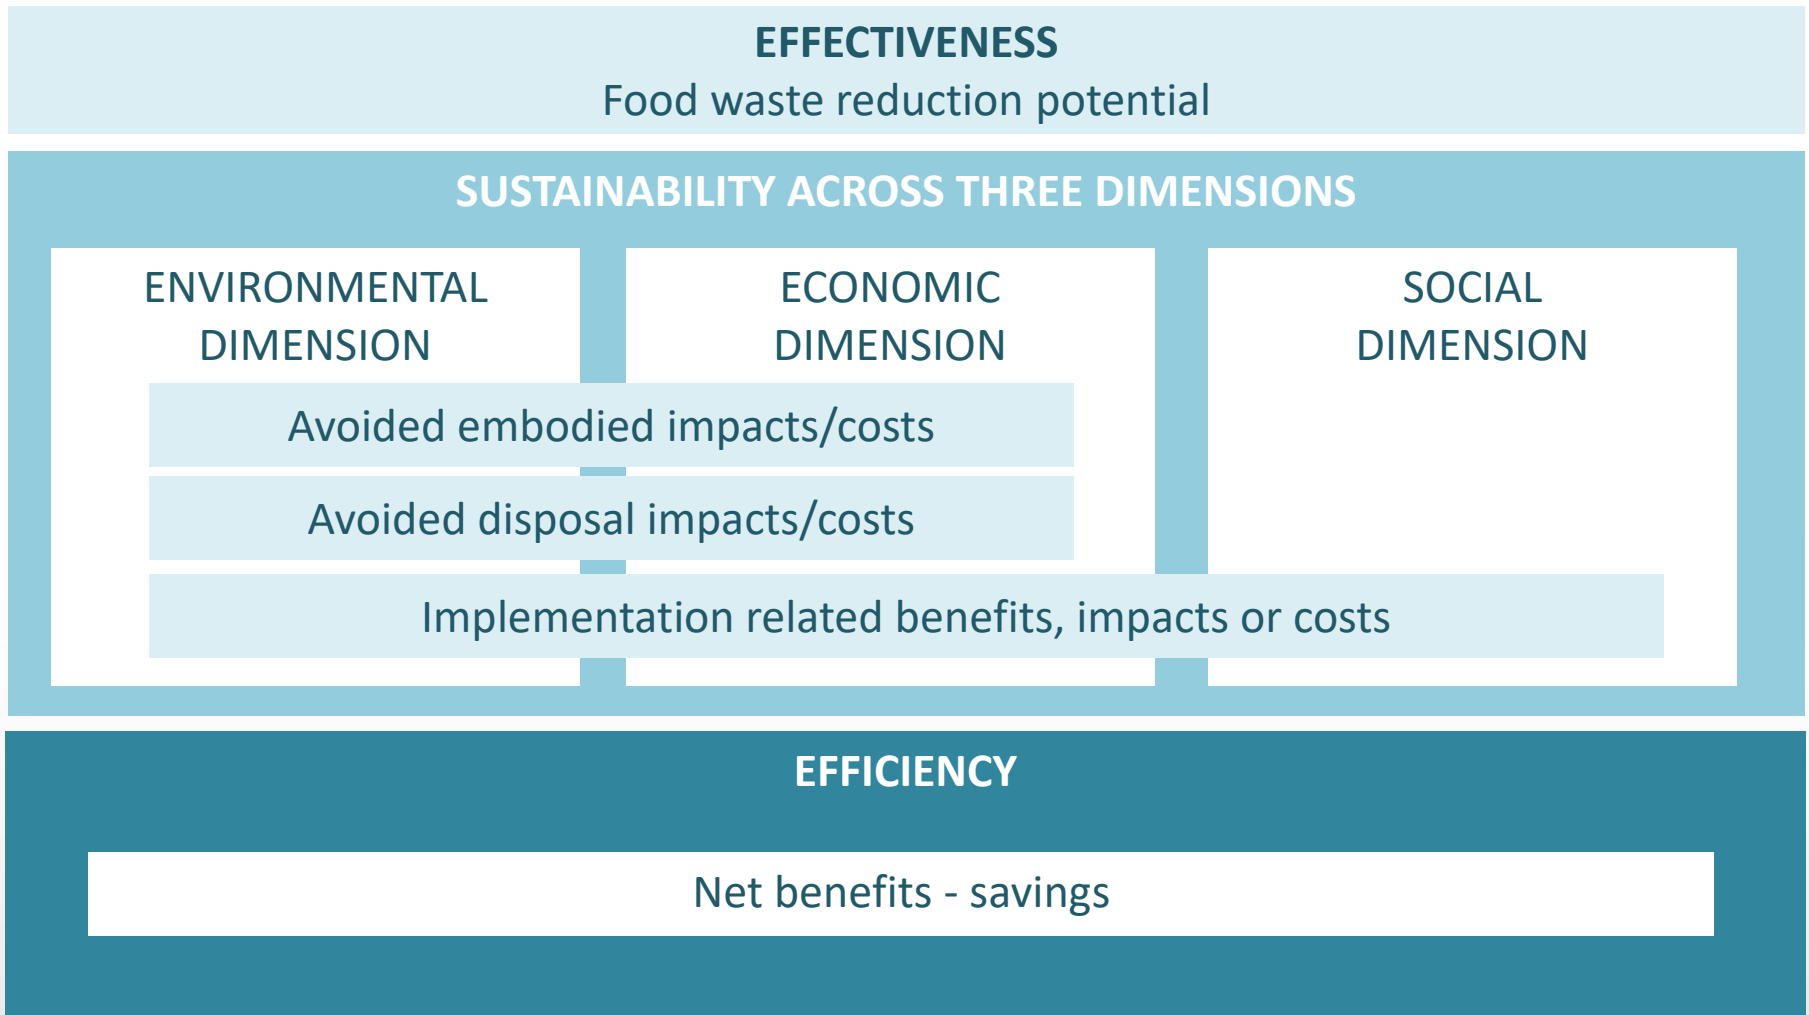 EFFECTIVENESS
Food waste reduction potential
SUSTAINABILITY ACROSS THREE DIMENSIONS
ENVIRONMENTAL
DIMENSION
ECONOMIC
DIMENSION
SOCIAL
DIMENSION
Avoided embodied impacts/costs
Avoided disposal impacts/costs
Implementation related benefits, impacts or costs
EFFICIENCY
Net benefits - savings